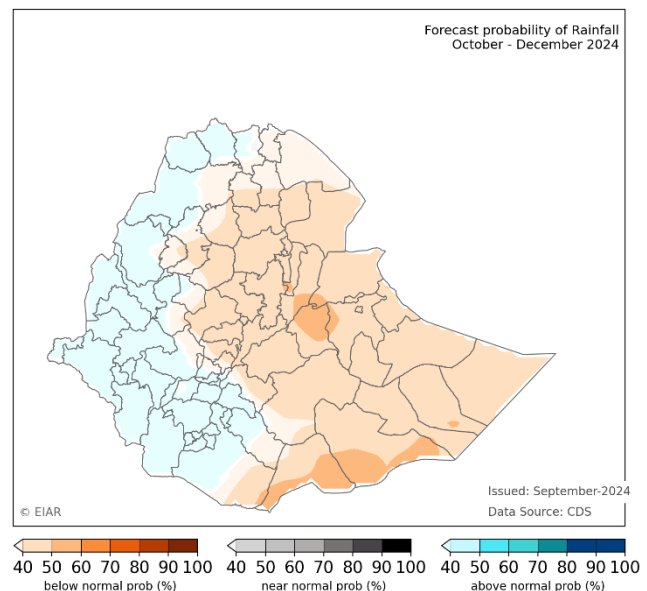 Forecast probability of Rainfall
October - December 2024
Issued: September-2024
© EIAR
Data Source: CDS
40 50 60 70 80 90 100
below normal prob (%)
40 50 60 70 80 90 100
near normal prob (%)
40 50 60 70 80 90 100
above normal prob (%)